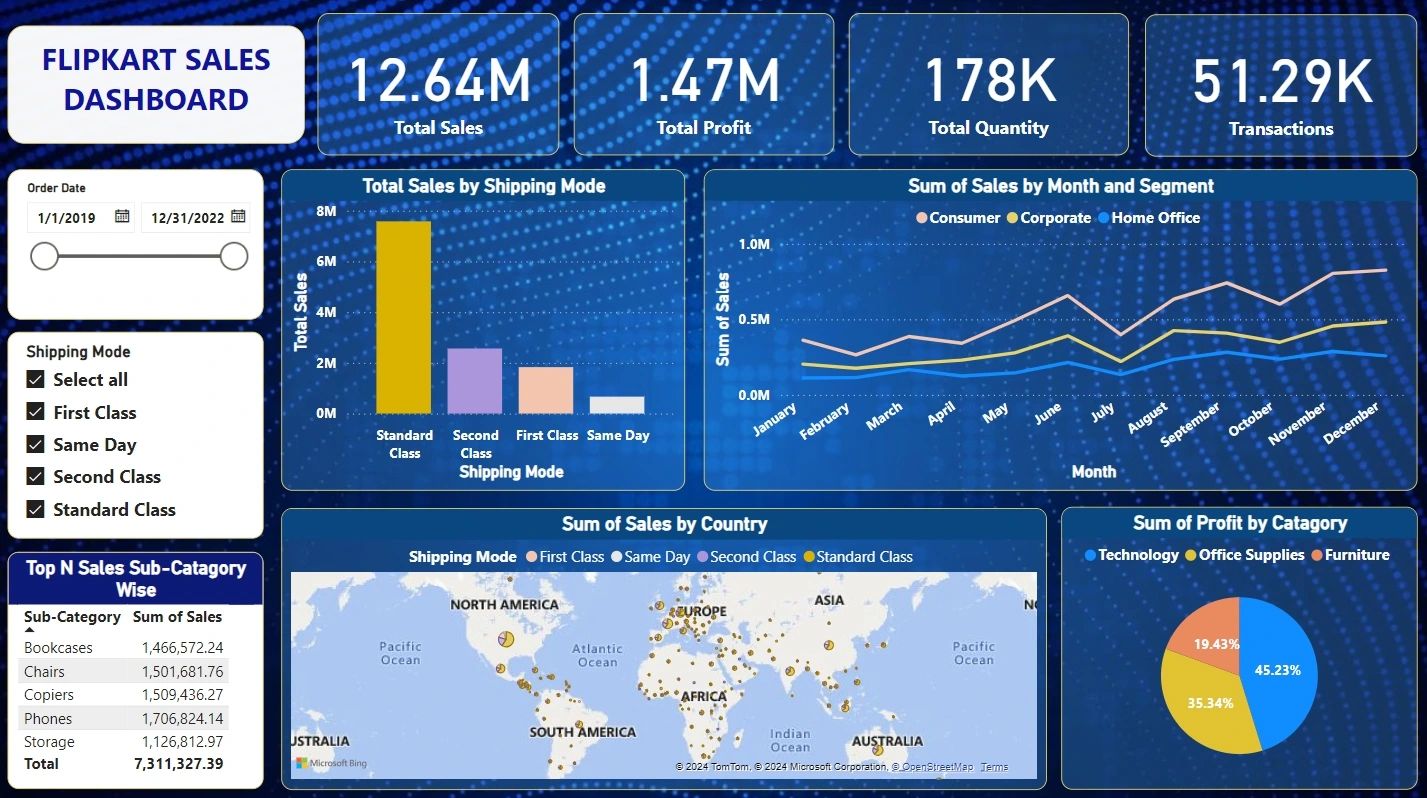 FLIPKART SALES
DASHBOARD
12.64M
Total Sales
1.47M
Total Profit
178K
Total Quantity
51.29K
Transactions
Order Date
1/1/2019
12/31/2022
Shipping Mode
Select all
First Class
Same Day
Second Class
Standard Class
Top N Sales Sub-Catagory
Wise
Sub-Category Sum of Sales
Bookcases 1,466,572.24
Chairs 1,501,681.76
Copiers 1,509,436.27
Phones 1,706,824.14
Storage 1,126,812.97
Total 7,311,327.39
Total Sales by Shipping Mode
Total Sales
8M
6M
4M
2M
0M
Standard
Class
Second
Class
First Class
Same Day
Shipping Mode
Sum of Sales by Month and Segment
Consumer Corporate Home Office
Sum of Sales
1.0M
0.5M
0.0M
January
February
March
April
May
June
July
August
September
October
November
December
Month
Sum of Sales by Country
Shipping Mode First Class Same Day Second Class Standard Class
NORTH AMERICA
EUROPE
ASIA
NO
Pacific
Ocean
Atlantic
Ocean
Pacific
Ocean
AFRICA
SOUTH AMERICA
Indian
Ocean
USTRALIA
AUSTRALIA
Microsoft Bing
© 2024 TomTom, © 2024 Microsoft Corporation, © OpenStreetMap Terms
Sum of Profit by Catagory
Technology Office Supplies Furniture
19.43%
45.23%
35.34%